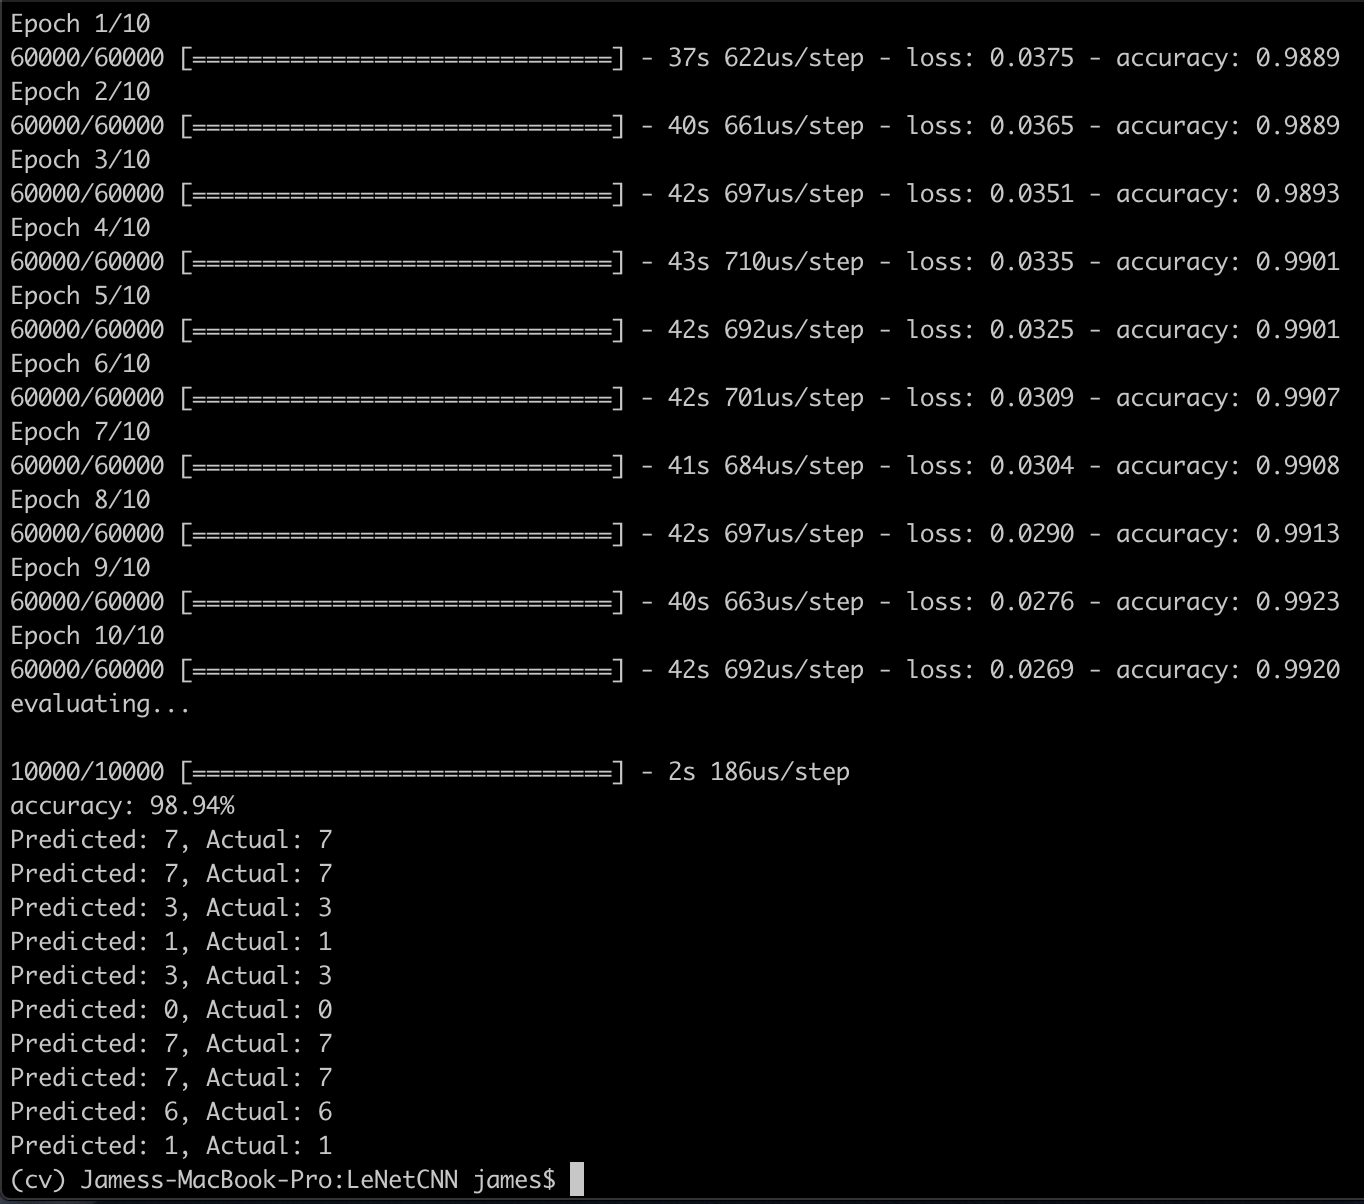 Epoch 1/10
60000/60000 [==============================] - 37s 622us/step - loss: 0.0375 - accuracy: 0.9889
Epoch 2/10
60000/60000 [==============================] - 40s 661us/step - loss: 0.0365 - accuracy: 0.9889
Epoch 3/10
60000/60000 [==============================] - 42s 697us/step - loss: 0.0351 - accuracy: 0.9893
Epoch 4/10
60000/60000 [==============================] - 43s 710us/step - loss: 0.0335 - accuracy: 0.9901
Epoch 5/10
60000/60000 [==============================] - 42s 692us/step - loss: 0.0325 - accuracy: 0.9901
Epoch 6/10
60000/60000 [==============================] - 42s 701us/step - loss: 0.0309 - accuracy: 0.9907
Epoch 7/10
60000/60000 [==============================] - 41s 684us/step - loss: 0.0304 - accuracy: 0.9908
Epoch 8/10
60000/60000 [==============================] - 42s 697us/step - loss: 0.0290 - accuracy: 0.9913
Epoch 9/10
60000/60000 [==============================] - 40s 663us/step - loss: 0.0276 - accuracy: 0.9923
Epoch 10/10
60000/60000 [==============================] - 42s 692us/step - loss: 0.0269 - accuracy: 0.9920
evaluating...
10000/10000 [==============================] - 2s 186us/step
accuracy: 98.94%
Predicted: 7, Actual: 7
Predicted: 7, Actual: 7
Predicted: 3, Actual: 3
Predicted: 1, Actual: 1
Predicted: 3, Actual: 3
Predicted: 0, Actual: 0
Predicted: 7, Actual: 7
Predicted: 7, Actual: 7
Predicted: 6, Actual: 6
Predicted: 1, Actual: 1
(cv) Jamess-MacBook-Pro:LeNetCNN james$